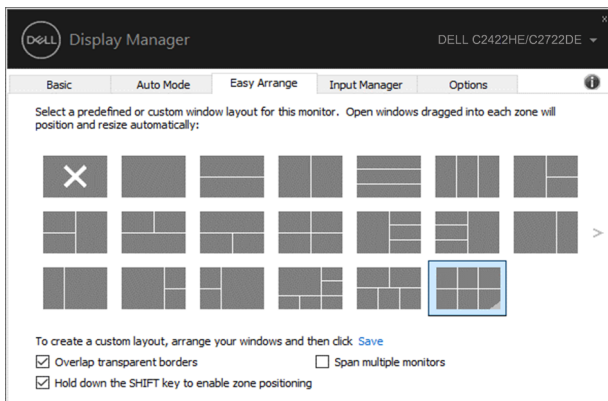 DELL Display Manager DELL C2422HE/C2722DE
Basic Auto Mode Easy Arrange Input Manager Options
Select a predefined or custom window layout for this monitor. Open windows dragged into each zone will
position and resize automatically:
To create a custom layout, arrange your windows and then click Save
Overlap transparent borders Span multiple monitors
Hold down the SHIFT key to enable zone positioning